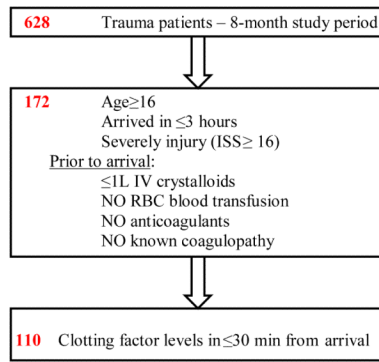 628 Trauma patients – 8-month study period
172 Age≥16
Arrived in ≤3 hours
Severely injury (ISS≥ 16)
Prior to arrival:
≤1L IV crystalloids
NO RBC blood transfusion
NO anticoagulants
NO known coagulopathy
110 Clotting factor levels in ≤30 min from arrival